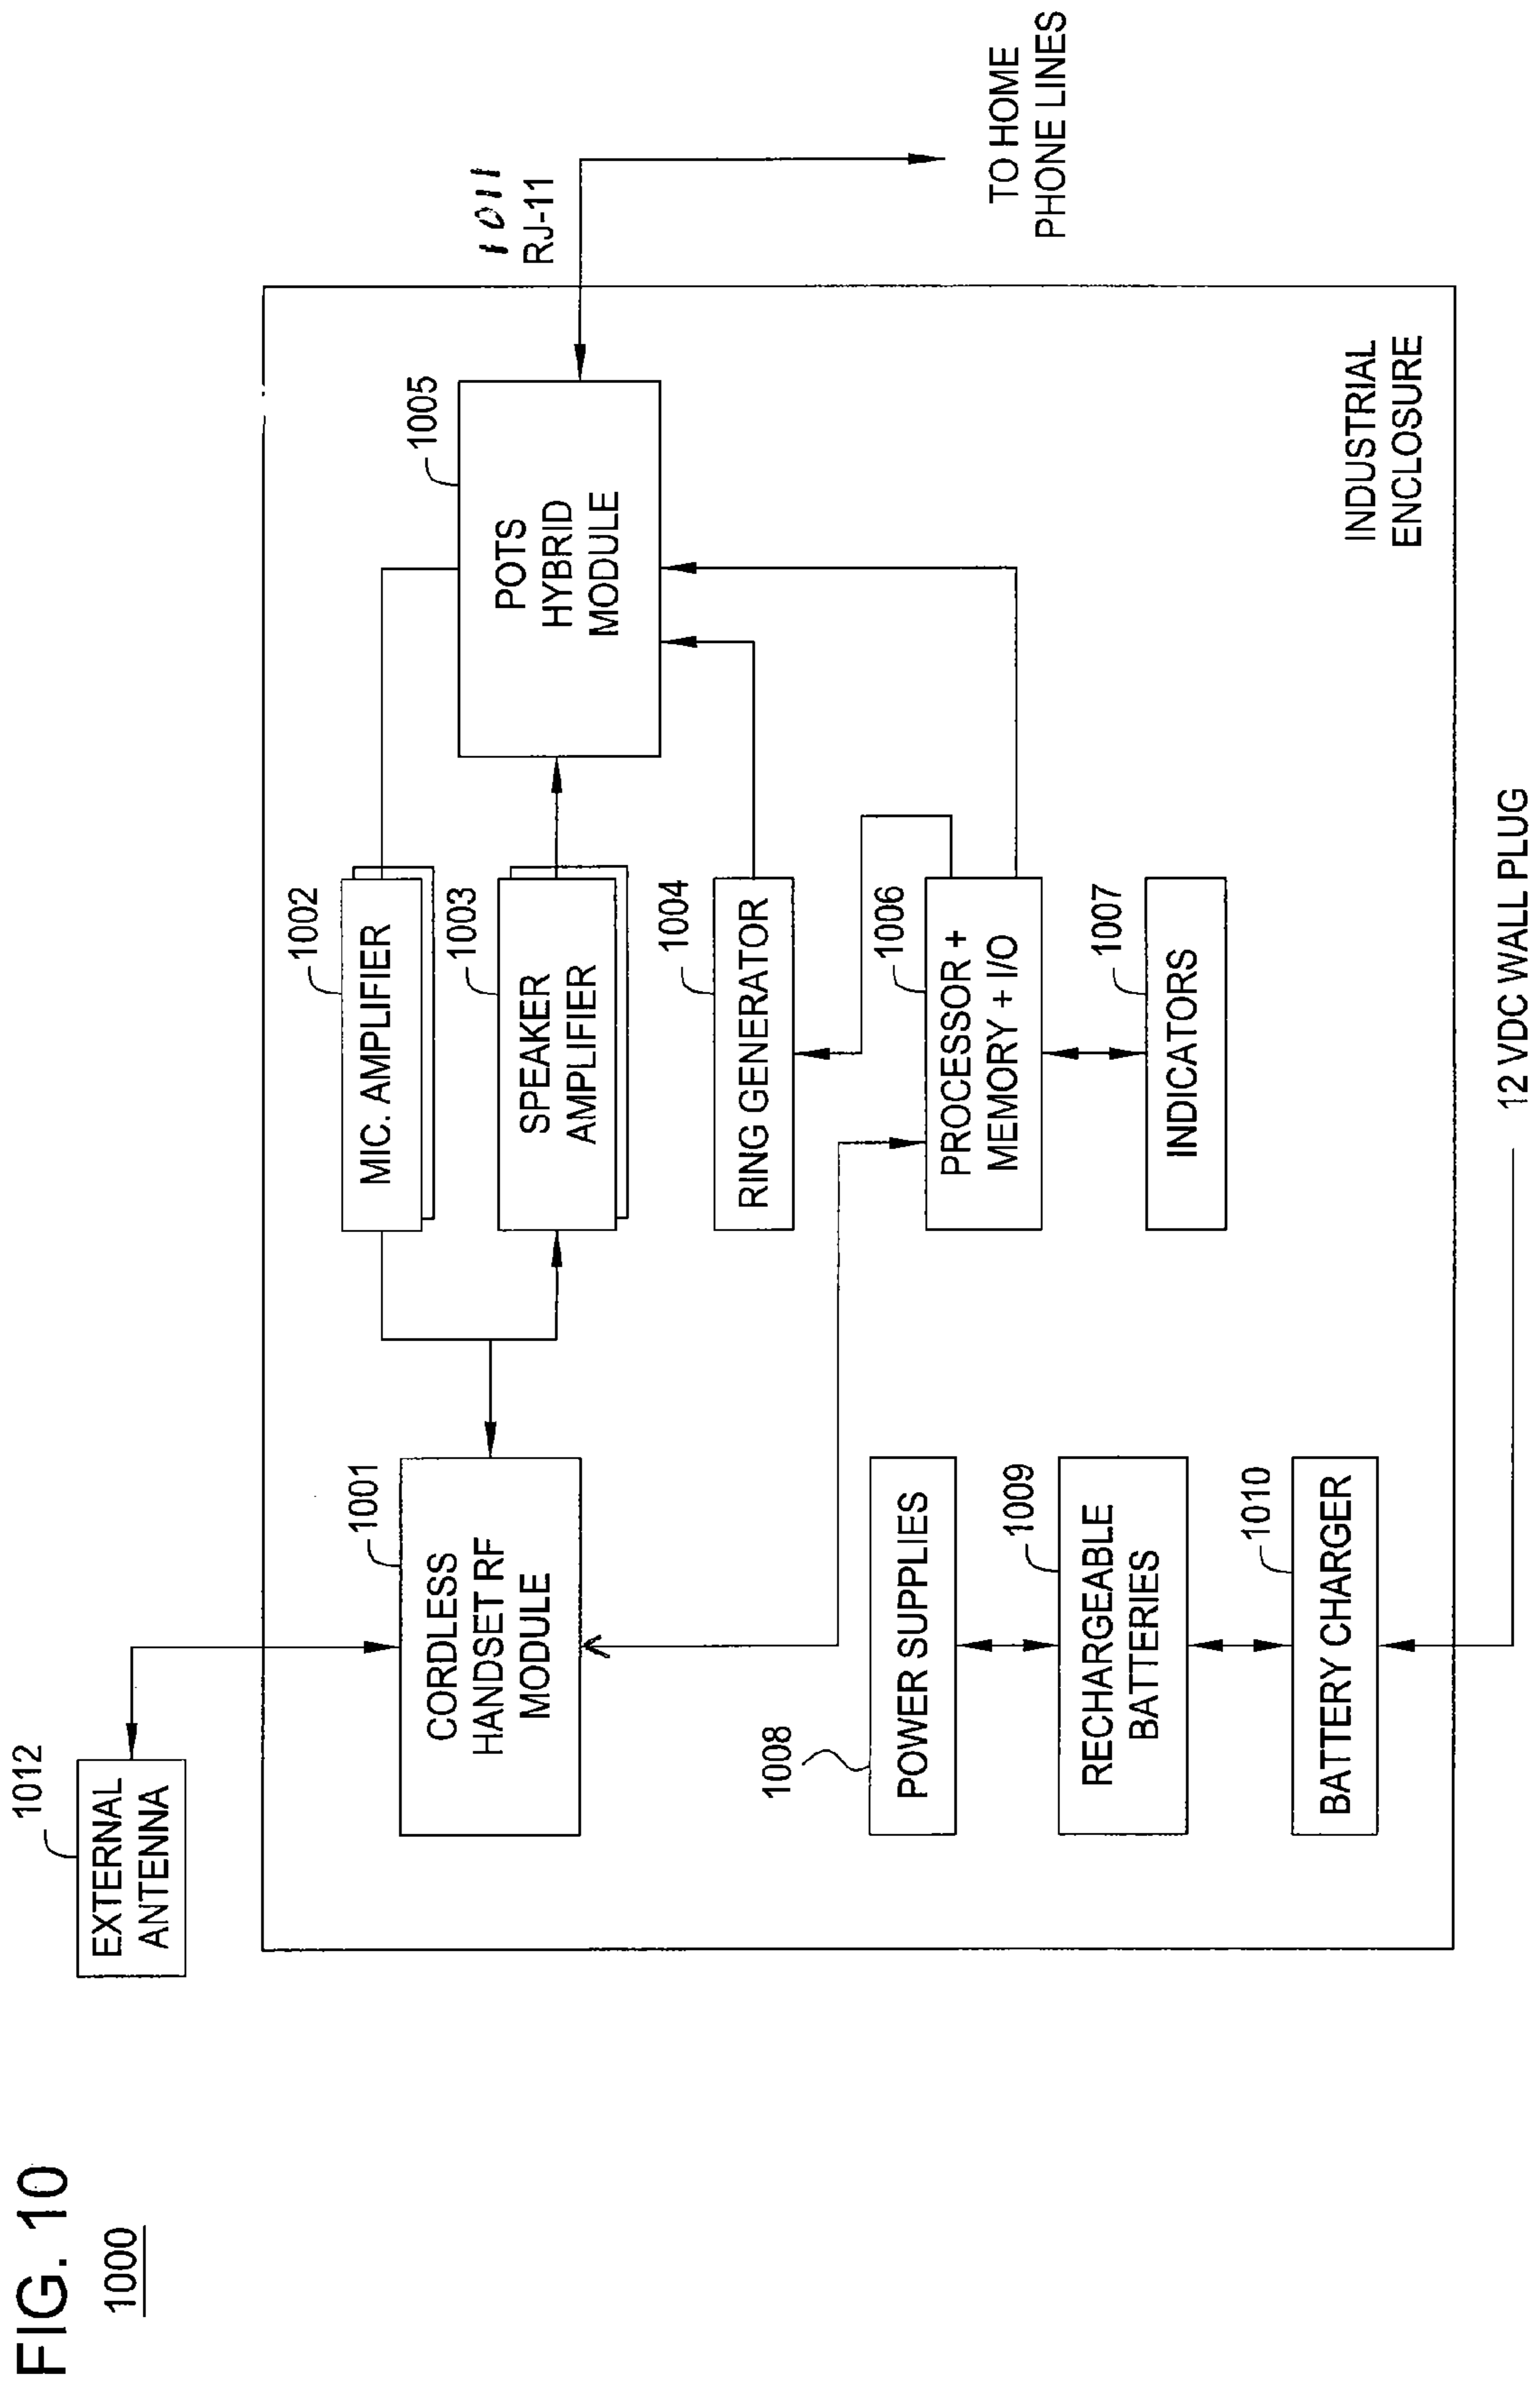 FIG. 10
1000
1012
EXTERNAL
ANTENNA
1001
CORDLESS
HANDSET RF
MODULE
1002
MIC. AMPLIFIER
1003
SPEAKER
AMPLIFIER
1004
RING GENERATOR
1005
POTS
HYBRID
MODULE
1011
RJ-11
TO HOME
PHONE LINES
1006
PROCESSOR +
MEMORY + I/O
1007
INDICATORS
1008
POWER SUPPLIES
1009
RECHARGEABLE
BATTERIES
1010
BATTERY CHARGER
INDUSTRIAL
ENCLOSURE
12 VDC WALL PLUG